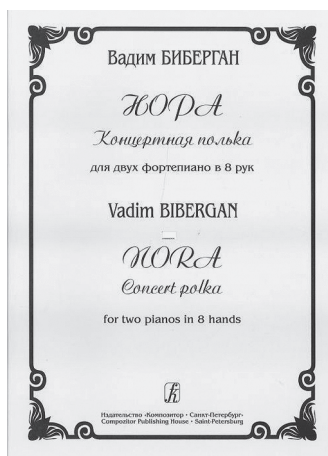 Вадим БИБЕРГАН
НОРА
Концертная полька
для двух фортепиано в 8 рук
Vadim BIBERGAN
NORA
Concert polka
for two pianos in 8 hands
Издательство «Композитор • Санкт-Петербург»
Compozitor Publishing House • Saint-Petersburg